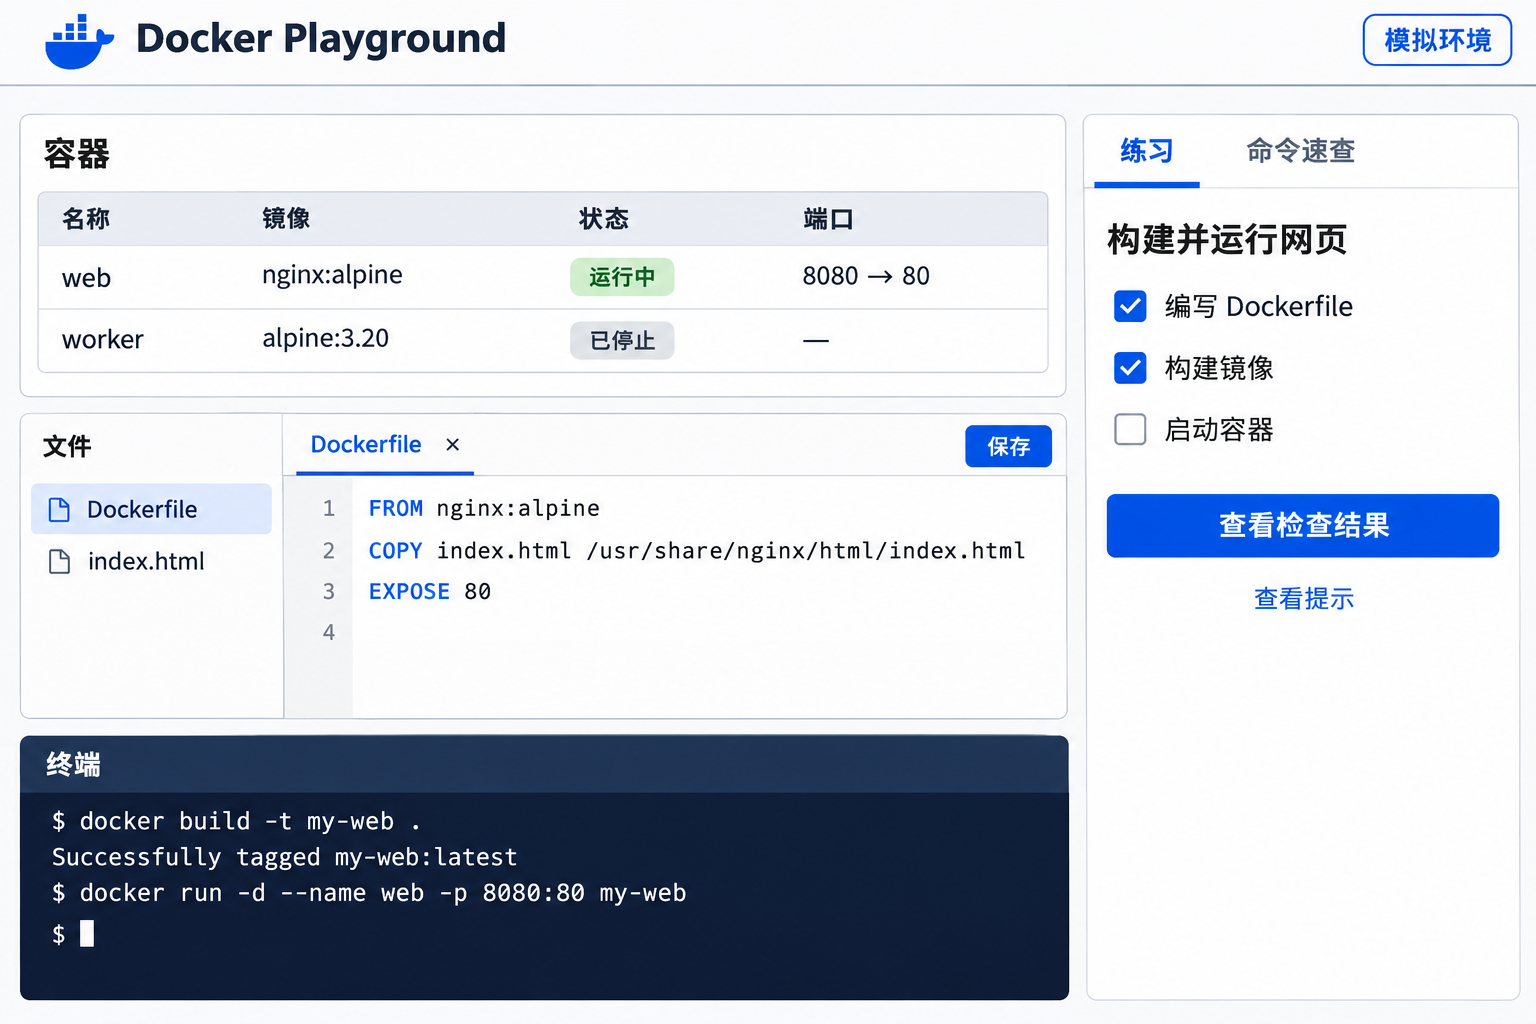 Docker Playground
模拟环境
容器
名称 镜像 状态 端口
web nginx:alpine 运行中 8080 → 80
worker alpine:3.20 已停止 —
文件
Dockerfile
index.html
Dockerfile ×
保存
1 FROM nginx:alpine
2 COPY index.html /usr/share/nginx/html/index.html
3 EXPOSE 80
4
终端
$ docker build -t my-web .
Successfully tagged my-web:latest
$ docker run -d --name web -p 8080:80 my-web
$
练习 命令速查
构建并运行网页
编写 Dockerfile
构建镜像
启动容器
查看检查结果
查看提示